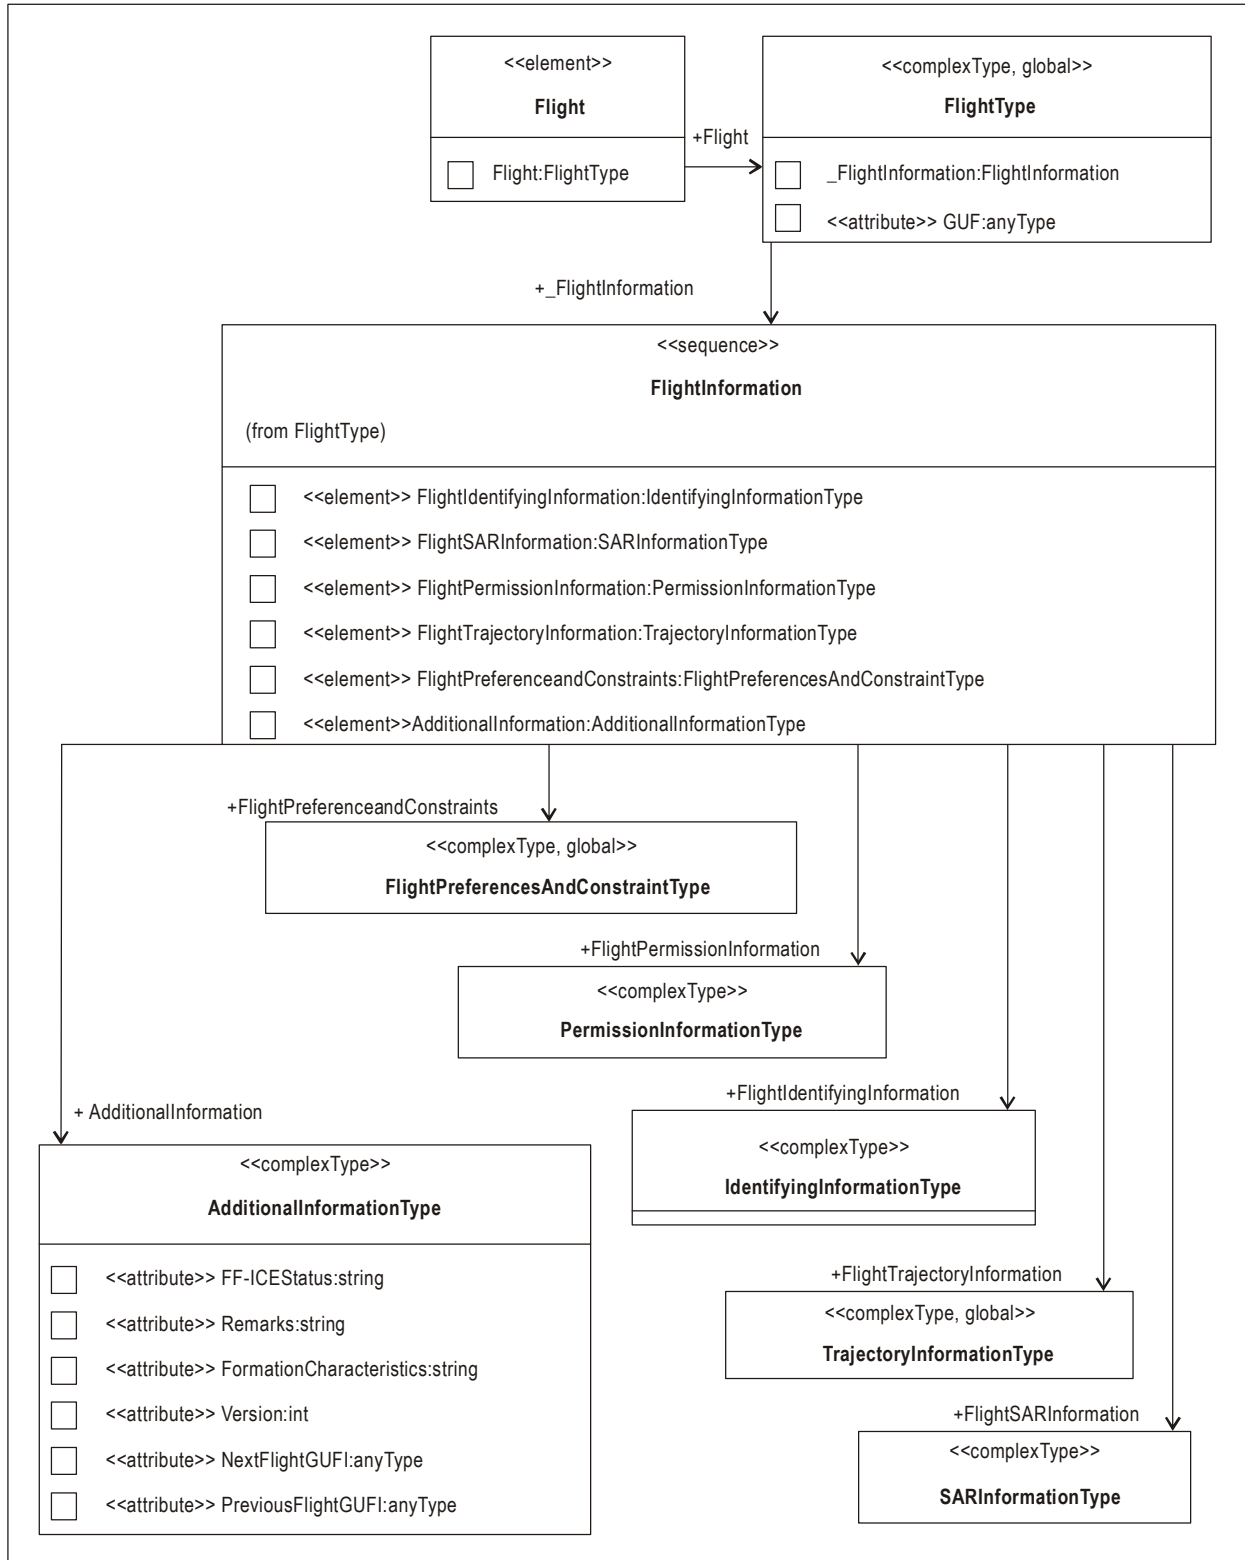 <<element>>
Flight
Flight:FlightType
+Flight
<<complexType, global>>
FlightType
_FlightInformation:FlightInformation
<<attribute>> GUF:anyType
+_FlightInformation
<<sequence>>
FlightInformation
(from FlightType)
<<element>> FlightIdentifyingInformation:IdentifyingInformationType
<<element>> FlightSARInformation:SARInformationType
<<element>> FlightPermissionInformation:PermissionInformationType
<<element>> FlightTrajectoryInformation:TrajectoryInformationType
<<element>> FlightPreferenceandConstraints:FlightPreferencesAndConstraintType
<<element>>AdditionalInformation:AdditionalInformationType
+FlightPreferenceandConstraints
<<complexType, global>>
FlightPreferencesAndConstraintType
+FlightPermissionInformation
<<complexType>>
PermissionInformationType
+FlightIdentifyingInformation
<<complexType>>
IdentifyingInformationType
+ AdditionalInformation
<<complexType>>
AdditionalInformationType
<<attribute>> FF-ICEStatus:string
<<attribute>> Remarks:string
<<attribute>> FormationCharacteristics:string
<<attribute>> Version:int
<<attribute>> NextFlightGUFI:anyType
<<attribute>> PreviousFlightGUFI:anyType
+FlightTrajectoryInformation
<<complexType, global>>
TrajectoryInformationType
+FlightSARInformation
<<complexType>>
SARInformationType